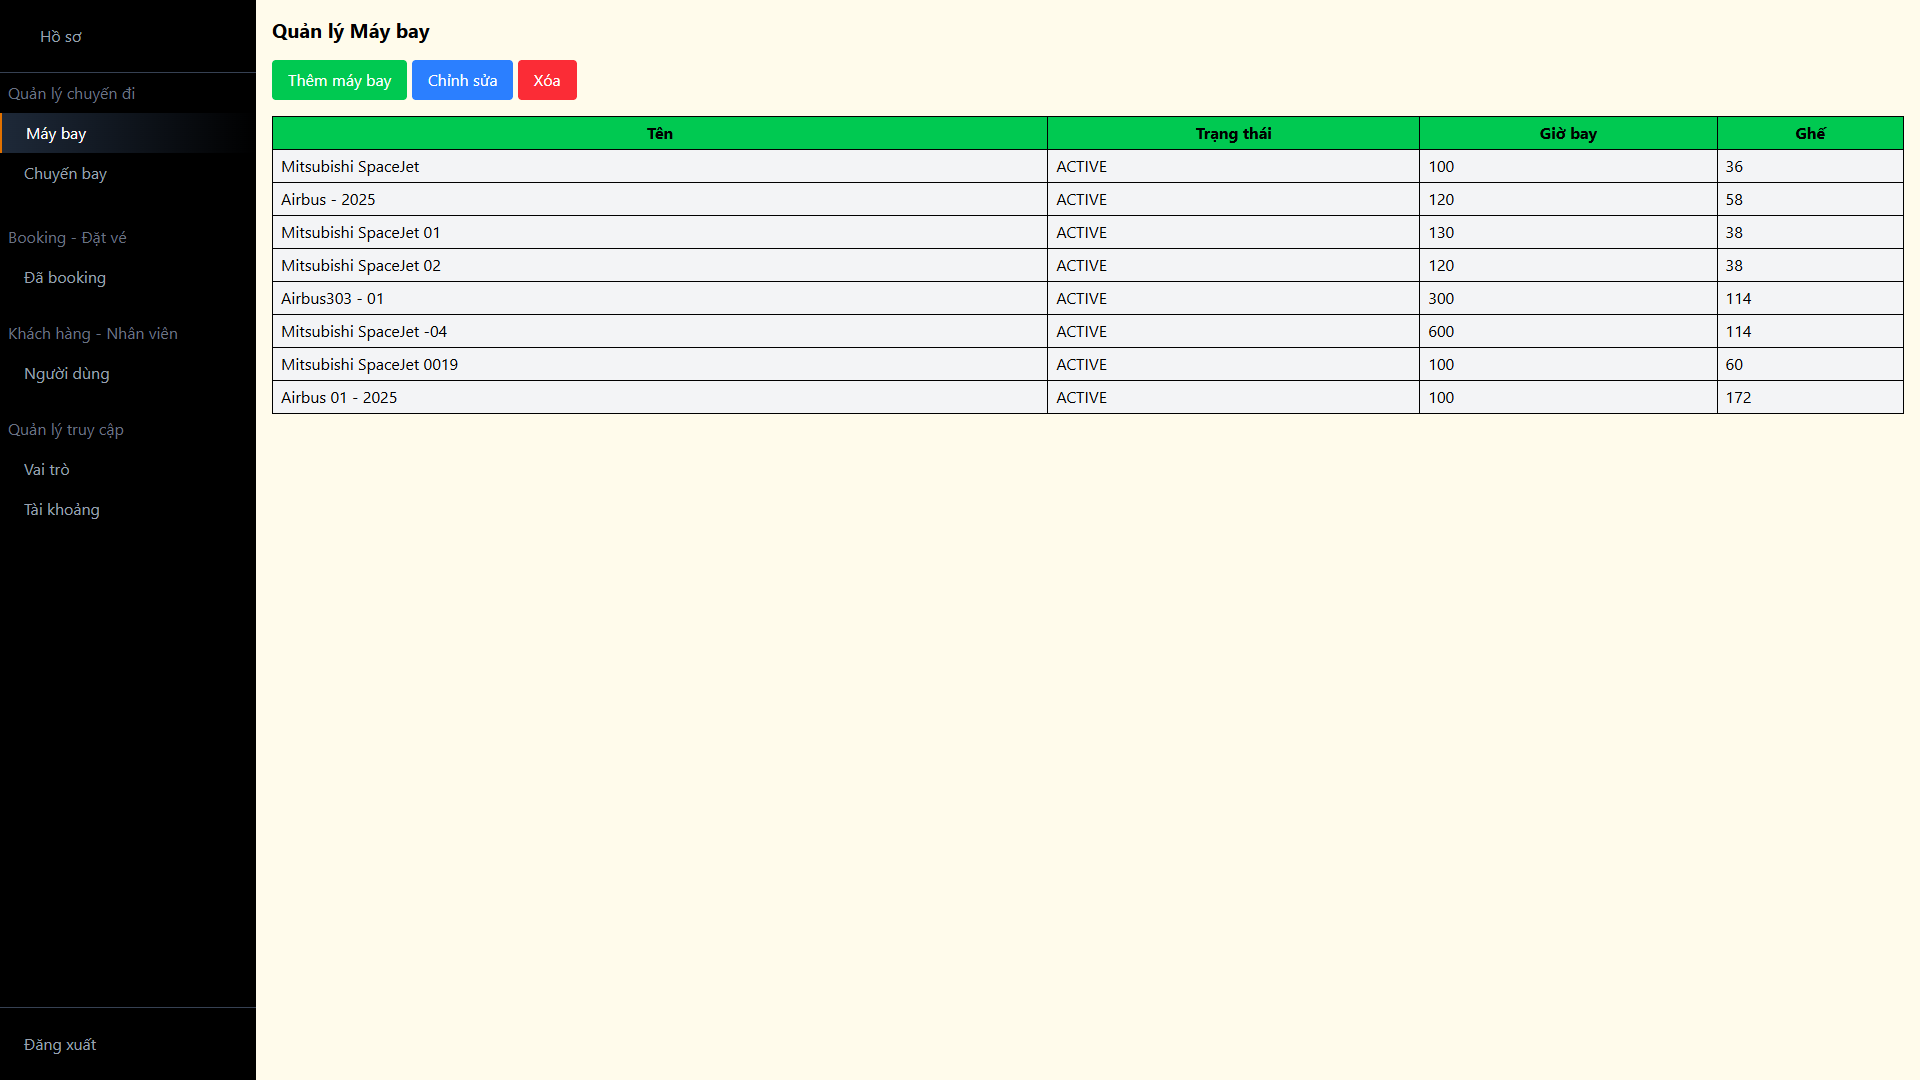 Hồ sơ
Quản lý chuyến đi
Máy bay
Chuyến bay
Booking - Đặt vé
Đã booking
Khách hàng - Nhân viên
Người dùng
Quản lý truy cập
Vai trò
Tài khoảng
Đăng xuất
Quản lý Máy bay
Thêm máy bay Chỉnh sửa Xóa
Tên Trạng thái Giờ bay Ghế
Mitsubishi SpaceJet ACTIVE 100 36
Airbus - 2025 ACTIVE 120 58
Mitsubishi SpaceJet 01 ACTIVE 130 38
Mitsubishi SpaceJet 02 ACTIVE 120 38
Airbus303 - 01 ACTIVE 300 114
Mitsubishi SpaceJet -04 ACTIVE 600 114
Mitsubishi SpaceJet 0019 ACTIVE 100 60
Airbus 01 - 2025 ACTIVE 100 172